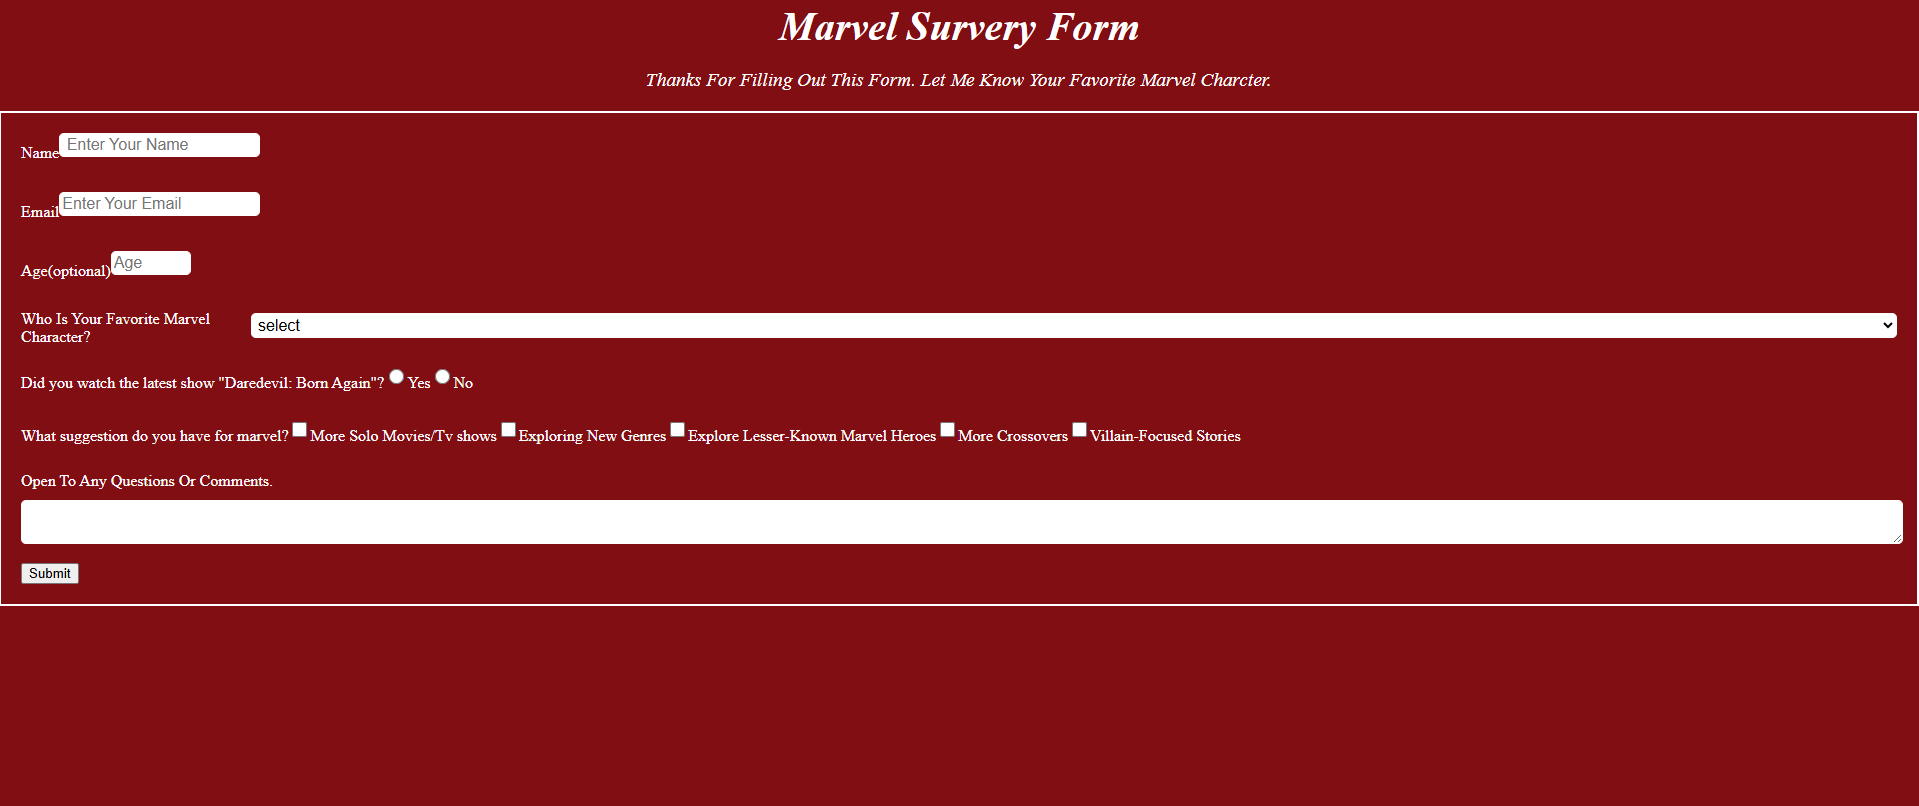 Marvel Survery Form
Thanks For Filling Out This Form. Let Me Know Your Favorite Marvel Charcter.
Name Enter Your Name
Email Enter Your Email
Age(optional) Age
Who Is Your Favorite Marvel
Character?
select
Did you watch the latest show "Daredevil: Born Again"? Yes No
What suggestion do you have for marvel? More Solo Movies/Tv shows Exploring New Genres Explore Lesser-Known Marvel Heroes More Crossovers Villain-Focused Stories
Open To Any Questions Or Comments.
Submit